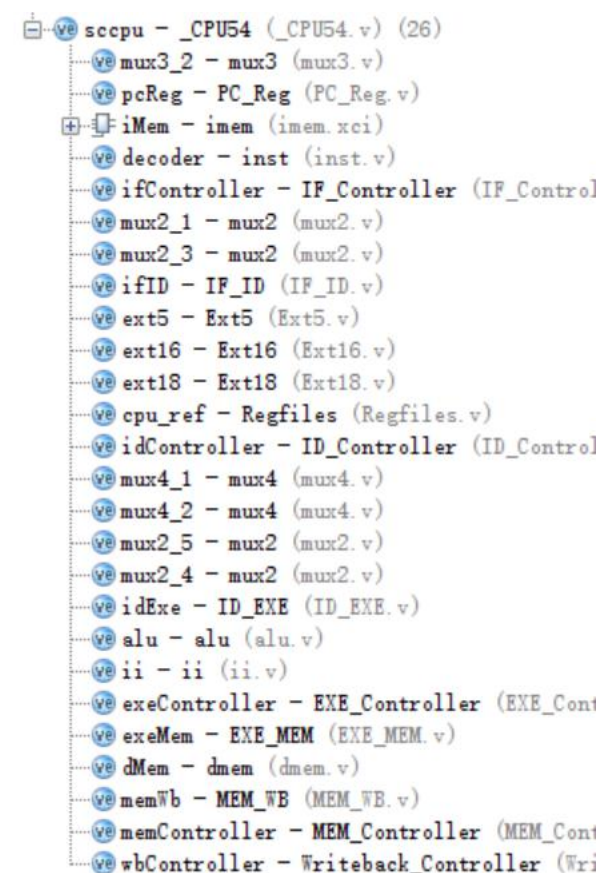 sccpu - _CPU54 (_CPU54.v) (26)
mux3_2 - mux3 (mux3.v)
pcReg - PC_Reg (PC_Reg.v)
iMem - imem (imem.xci)
decoder - inst (inst.v)
ifController - IF_Controller (IF_Control
mux2_1 - mux2 (mux2.v)
mux2_3 - mux2 (mux2.v)
ifID - IF_ID (IF_ID.v)
ext5 - Ext5 (Ext5.v)
ext16 - Ext16 (Ext16.v)
ext18 - Ext18 (Ext18.v)
cpu_ref - Regfiles (Regfiles.v)
idController - ID_Controller (ID_Control
mux4_1 - mux4 (mux4.v)
mux4_2 - mux4 (mux4.v)
mux2_5 - mux2 (mux2.v)
mux2_4 - mux2 (mux2.v)
idExe - ID_EXE (ID_EXE.v)
alu - alu (alu.v)
ii - ii (ii.v)
exeController - EXE_Controller (EXE_Cont
exeMem - EXE_MEM (EXE_MEM.v)
dMem - dmem (dmem.v)
memWb - MEM_WB (MEM_WB.v)
memController - MEM_Controller (MEM_Cont
wbController - Writeback_Controller (Wri